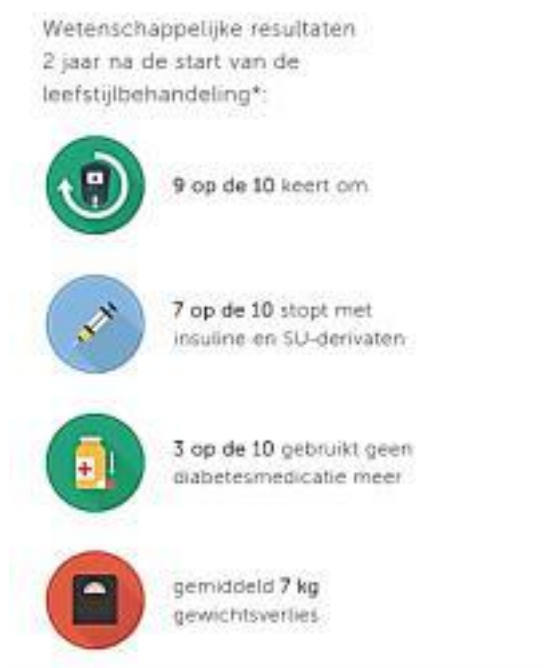 Wetenschappelijke resultaten
2 jaar na de start van de
leefstijlbehandeling*:
9 op de 10 keert om
7 op de 10 stopt met
insuline en SU-derivaten
3 op de 10 gebruikt geen
diabetesmedicatie meer
gemiddeld 7 kg
gewichtsverlies